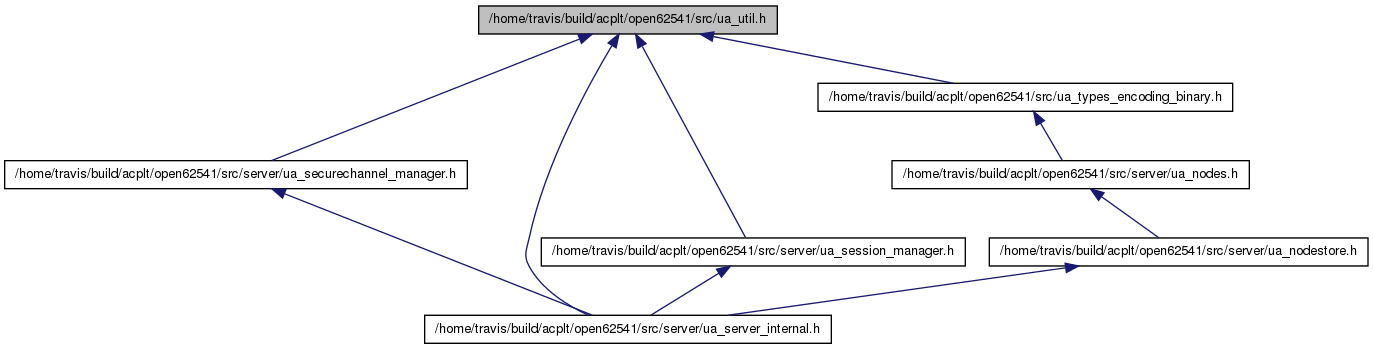 /home/travis/build/acplt/open62541/src/ua_util.h
/home/travis/build/acplt/open62541/src/ua_types_encoding_binary.h
/home/travis/build/acplt/open62541/src/server/ua_securechannel_manager.h
/home/travis/build/acplt/open62541/src/server/ua_nodes.h
/home/travis/build/acplt/open62541/src/server/ua_session_manager.h
/home/travis/build/acplt/open62541/src/server/ua_nodestore.h
/home/travis/build/acplt/open62541/src/server/ua_server_internal.h